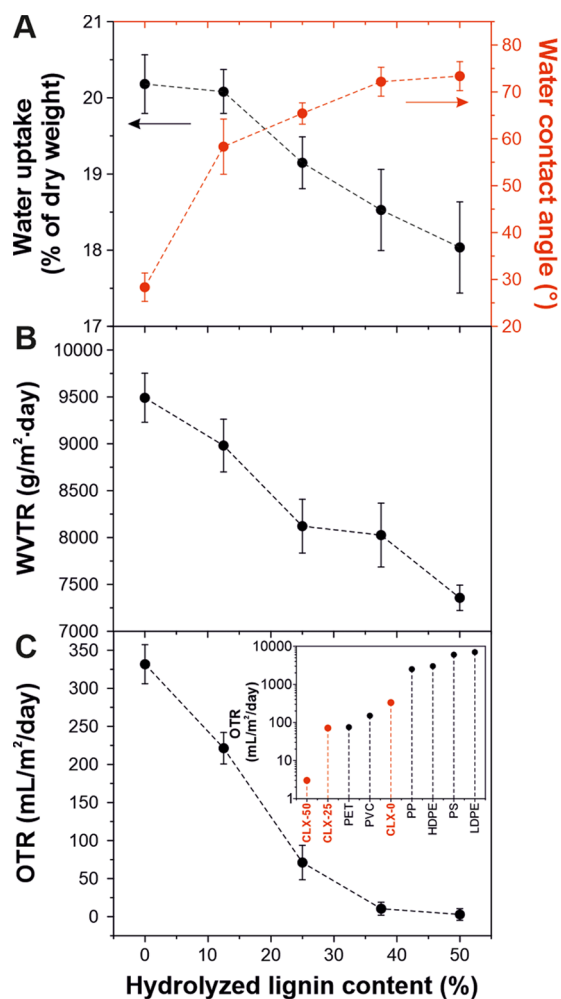 A
21
20
19
18
17
Water uptake
(% of dry weight)
80
70
60
50
40
30
20
Water contact
angle (°)
B
10000
9500
9000
8500
8000
7500
7000
WVTR (g/m²·day)
C
350
300
250
200
150
100
50
0
OTR (mL/m²/day)
10000
1000
100
10
1
OTR
(mL/m²/day)
CLX-50
CLX-25
PET
PVC
CLX-0
PP
HDPE
PS
LDPE
0 10 20 30 40 50
Hydrolyzed lignin content (%)